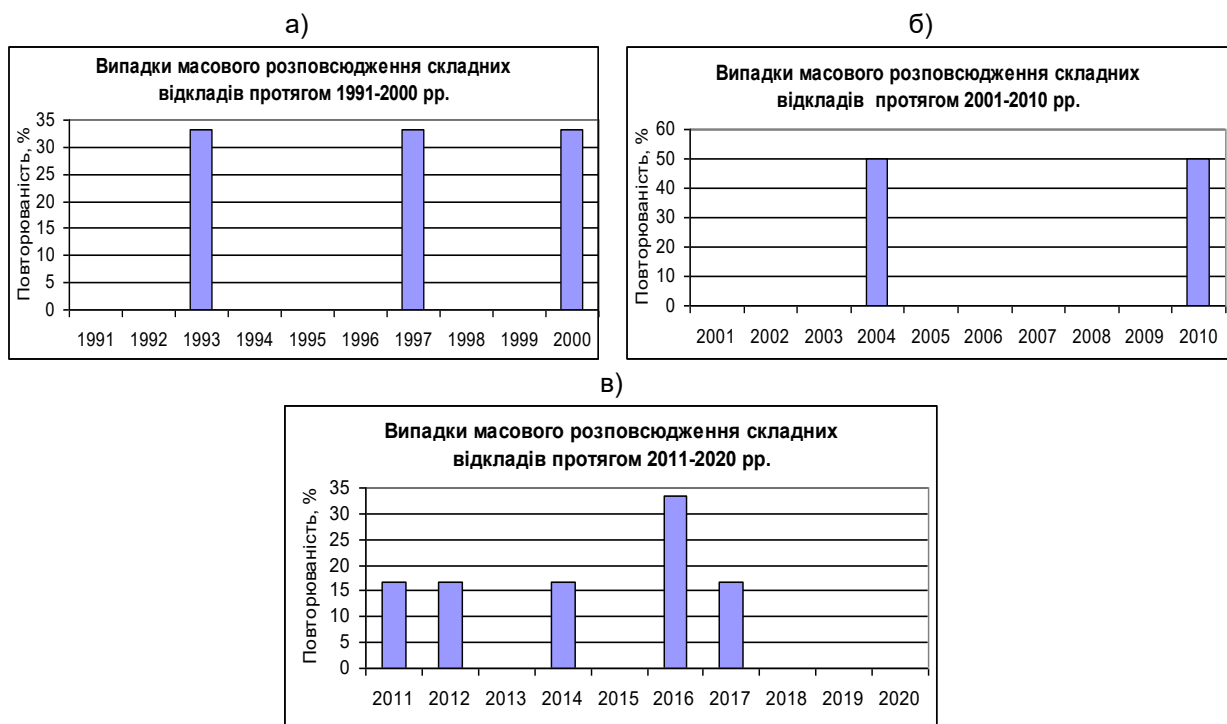 а)
Випадки масового розповсюдження складних
відкладів протягом 1991-2000 рр.
Повторюваність, %
35
30
25
20
15
10
5
0
1991 1992 1993 1994 1995 1996 1997 1998 1999 2000
б)
Випадки масового розповсюдження складних
відкладів протягом 2001-2010 рр.
Повторюваність, %
60
50
40
30
20
10
0
2001 2002 2003 2004 2005 2006 2007 2008 2009 2010
в)
Випадки масового розповсюдження складних
відкладів протягом 2011-2020 рр.
Повторюваність, %
35
30
25
20
15
10
5
0
2011 2012 2013 2014 2015 2016 2017 2018 2019 2020